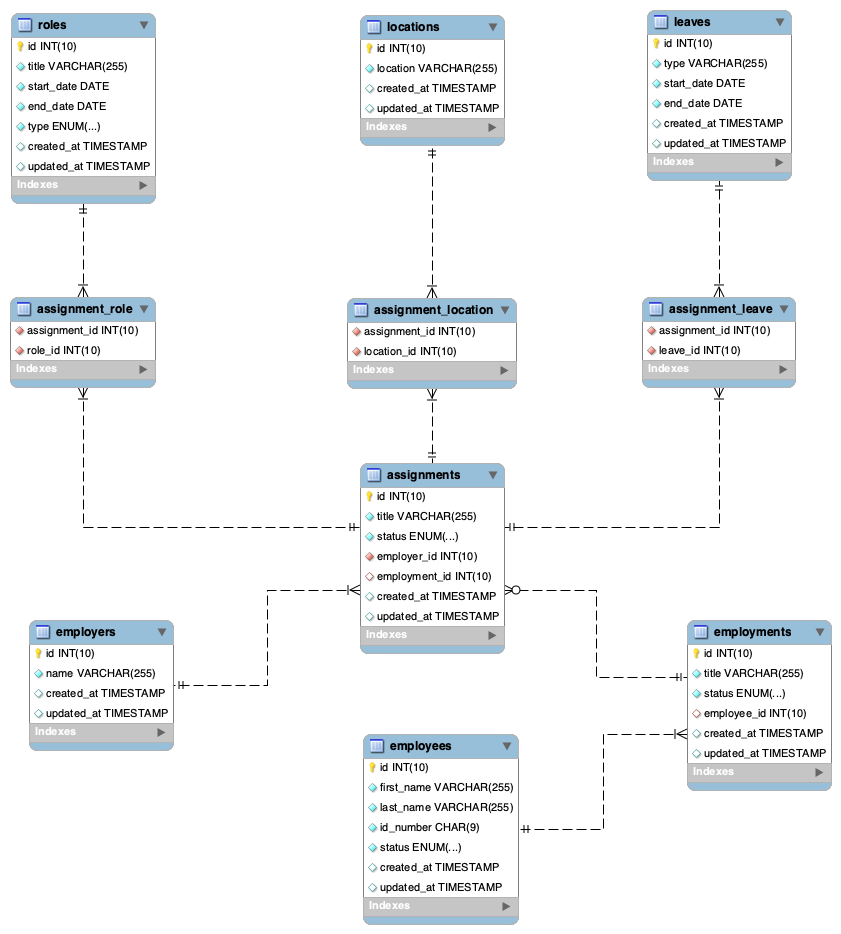 roles
id INT(10)
title VARCHAR(255)
start_date DATE
end_date DATE
type ENUM(...)
created_at TIMESTAMP
updated_at TIMESTAMP
Indexes
locations
id INT(10)
location VARCHAR(255)
created_at TIMESTAMP
updated_at TIMESTAMP
Indexes
leaves
id INT(10)
type VARCHAR(255)
start_date DATE
end_date DATE
created_at TIMESTAMP
updated_at TIMESTAMP
Indexes
assignment_role
assignment_id INT(10)
role_id INT(10)
Indexes
assignment_location
assignment_id INT(10)
location_id INT(10)
Indexes
assignment_leave
assignment_id INT(10)
leave_id INT(10)
Indexes
assignments
id INT(10)
title VARCHAR(255)
status ENUM(...)
employer_id INT(10)
employment_id INT(10)
created_at TIMESTAMP
updated_at TIMESTAMP
Indexes
employers
id INT(10)
name VARCHAR(255)
created_at TIMESTAMP
updated_at TIMESTAMP
Indexes
employments
id INT(10)
title VARCHAR(255)
status ENUM(...)
employee_id INT(10)
created_at TIMESTAMP
updated_at TIMESTAMP
Indexes
employees
id INT(10)
first_name VARCHAR(255)
last_name VARCHAR(255)
id_number CHAR(9)
status ENUM(...)
created_at TIMESTAMP
updated_at TIMESTAMP
Indexes